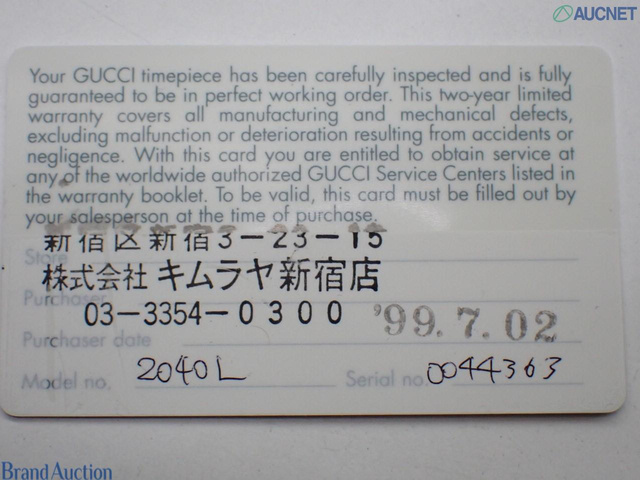 AUCNET
Your GUCCI timepiece has been carefully inspected and is fully
guaranteed to be in perfect working order. This two-year limited
warranty covers all manufacturing and mechanical defects,
excluding malfunction or deterioration resulting from accidents or
negligence. With this card you are entitled to obtain service at
any of the worldwide authorized GUCCI Service Centers listed in
the warranty booklet. To be valid, this card must be filled out by
your salesperson at the time of purchase.
新宿区新宿3-23-15
Store
株式会社 キムラヤ新宿店
Purchaser
03-3354-0300 '99.7.02
Purchaser date
Model no. 2040L Serial no. 0044363
Brand Auction